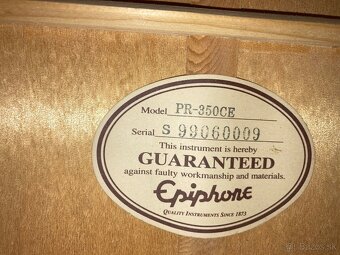 Model PR-350CE
Serial S 99060009
This instrument is hereby
GUARANTEED
against faulty workmanship and materials.
Epiphone
QUALITY INSTRUMENTS SINCE 1873